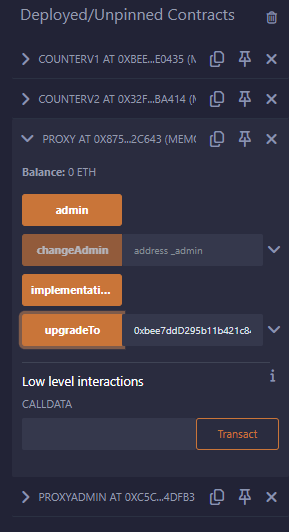 Deployed/Unpinned Contracts
COUNTERV1 AT 0XBEE...E0435 (M
COUNTERV2 AT 0X32F...BA414 (M
PROXY AT 0X875...2C643 (MEMO
Balance: 0 ETH
admin
changeAdmin address _admin
implementati...
upgradeTo 0xbee7ddD295b11b421c8
Low level interactions i
CALLDATA
Transact
PROXYADMIN AT 0XC5C...4DFB3